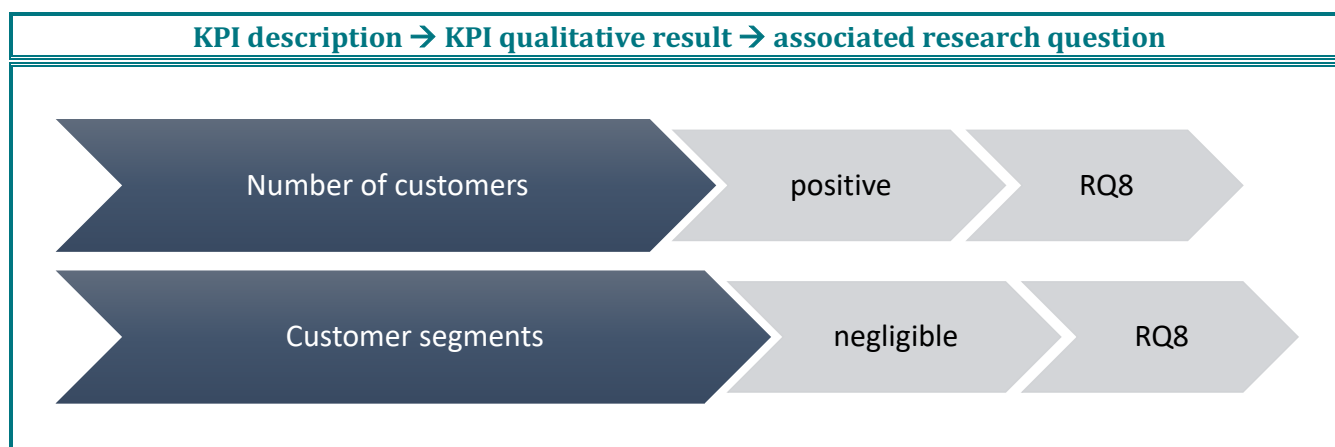 KPI description → KPI qualitative result → associated research question
Number of customers positive RQ8
Customer segments negligible RQ8